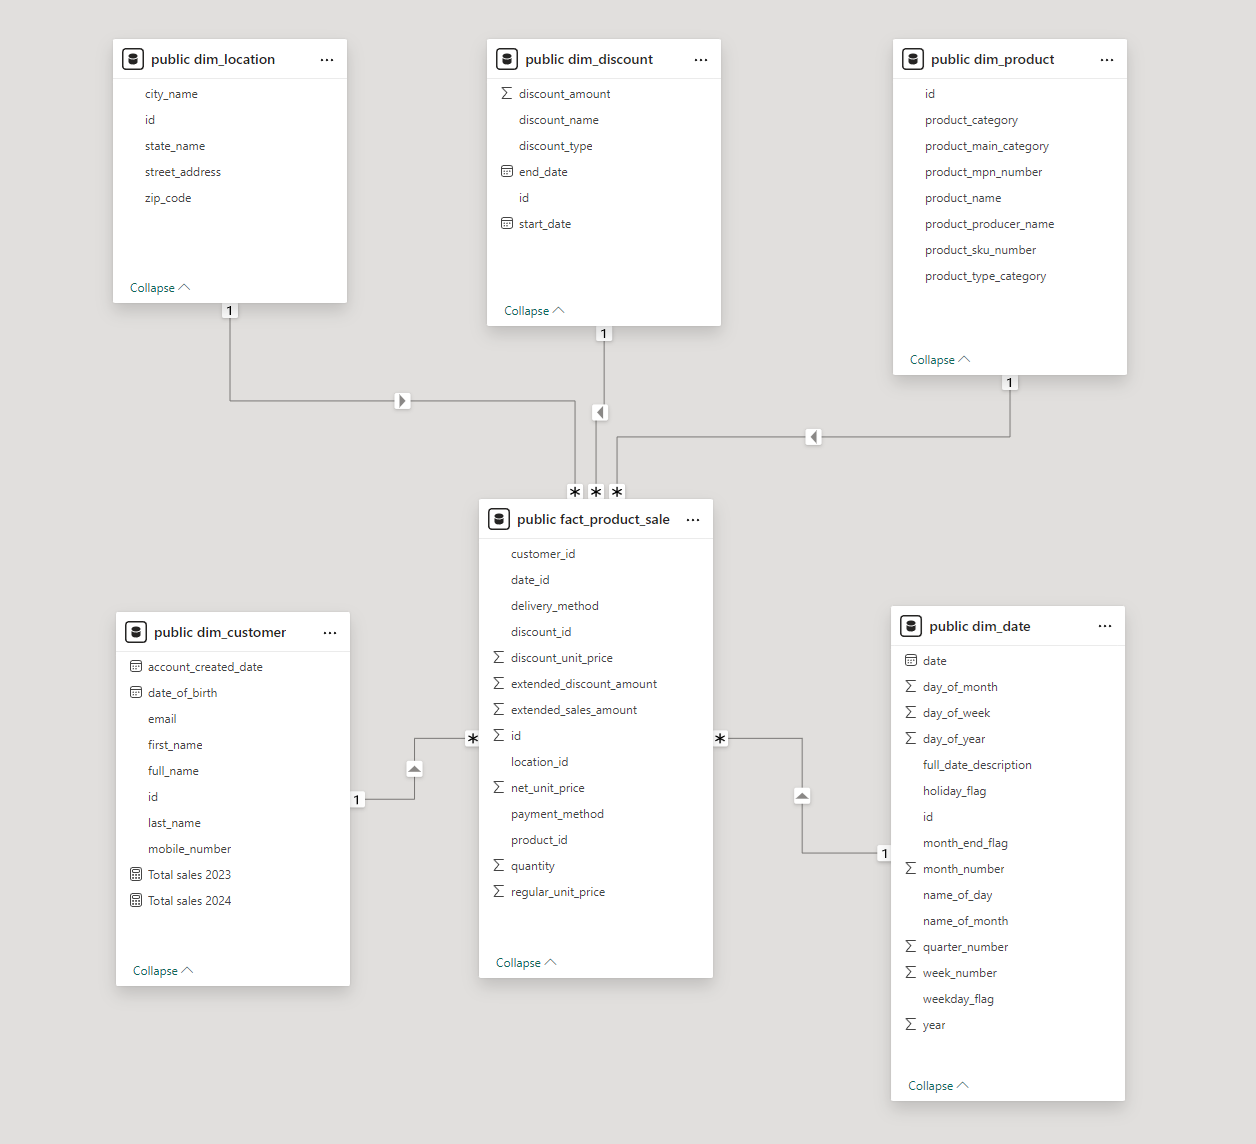 public dim_location
city_name
id
state_name
street_address
zip_code
Collapse
1
public dim_discount
discount_amount
discount_name
discount_type
end_date
id
start_date
Collapse
1
public dim_product
id
product_category
product_main_category
product_mpn_number
product_name
product_producer_name
product_sku_number
product_type_category
Collapse
1
* * *
public fact_product_sale
customer_id
date_id
delivery_method
discount_id
discount_unit_price
extended_discount_amount
extended_sales_amount
id
location_id
net_unit_price
payment_method
product_id
quantity
regular_unit_price
Collapse
*
*
public dim_customer
account_created_date
date_of_birth
email
first_name
full_name
id
last_name
mobile_number
Total sales 2023
Total sales 2024
Collapse
1
public dim_date
date
day_of_month
day_of_week
day_of_year
full_date_description
holiday_flag
id
month_end_flag
month_number
name_of_day
name_of_month
quarter_number
week_number
weekday_flag
year
Collapse
1